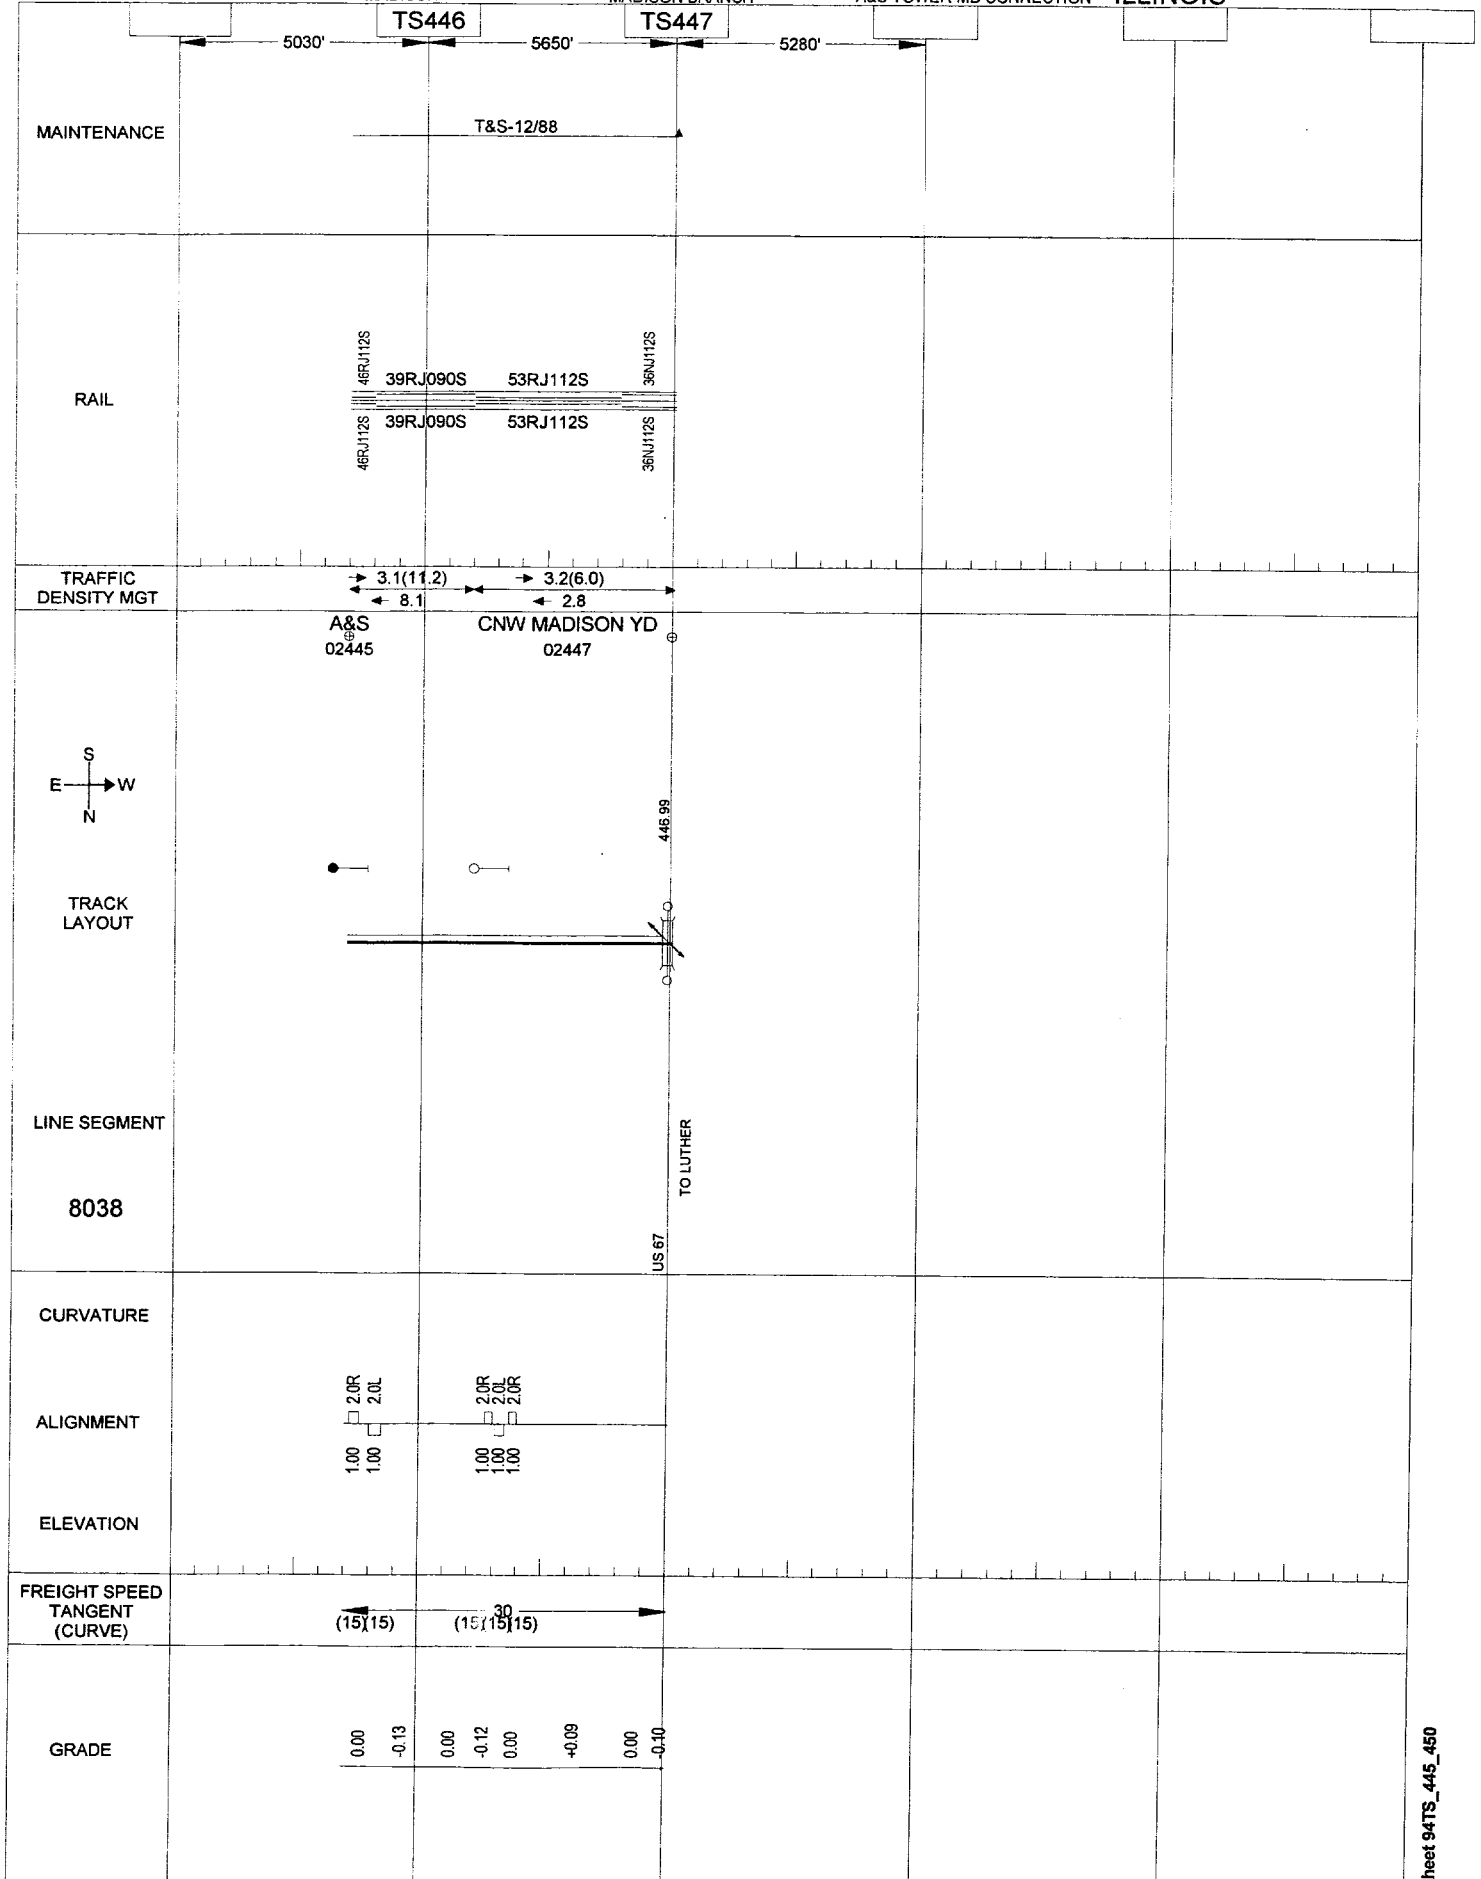 MADISON BRANCH A&S TOWER-MB CONNECTION ILLINOIS
TS446 TS447
5030' 5650' 5280'
MAINTENANCE
T&S-12/88
RAIL
46RJ112S 39RJ090S 53RJ112S 36NJ112S
46RJ112S 39RJ090S 53RJ112S 36NJ112S
TRAFFIC
DENSITY MGT
3.1(11.2) 3.2(6.0)
8.1 2.8
A&S CNW MADISON YD
02445 02447
S
E W
N
446.99
TRACK
LAYOUT
LINE SEGMENT
8038
TO LUTHER
US 67
CURVATURE
2.0R 2.0L 2.0R 2.0L 2.0R
ALIGNMENT
1.00 1.00 1.00 1.00 1.00
ELEVATION
FREIGHT SPEED
TANGENT
(CURVE)
30
(15)(15) (15)(15)(15)
GRADE
0.00 -0.13 0.00 -0.12 0.00 +0.09 0.00 -0.10
heet 94TS_445_450